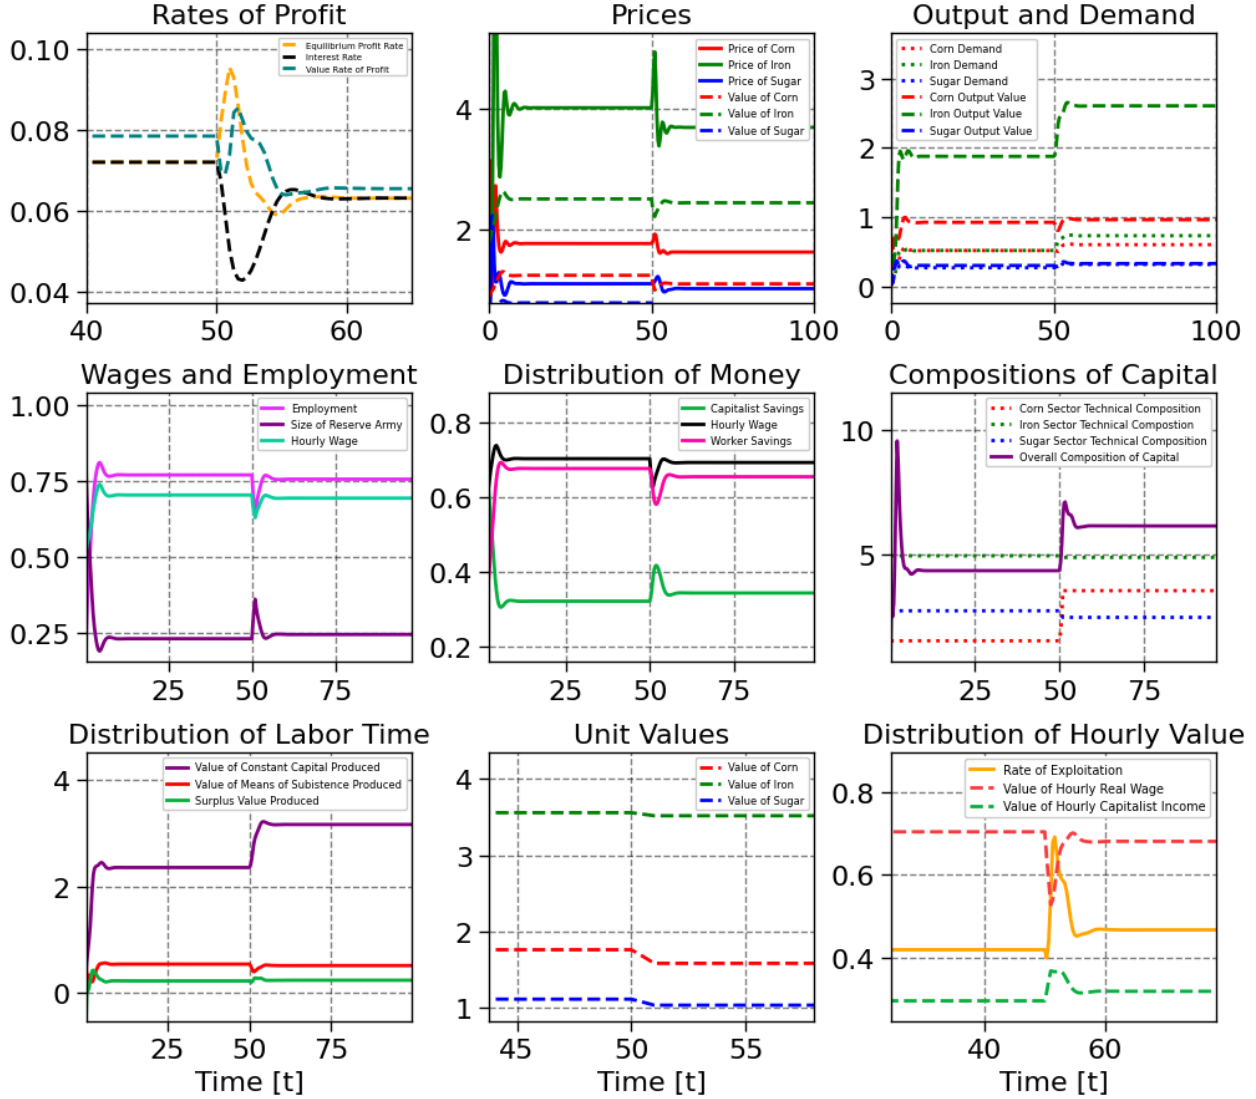 Rates of Profit
0.10
0.08
0.06
0.04
40
50
60
Equilibrium Profit Rate
Interest Rate
Value Rate of Profit
Prices
4
2
0
50
100
Price of Corn
Price of Iron
Price of Sugar
Value of Corn
Value of Iron
Value of Sugar
Output and Demand
3
2
1
0
0
50
100
Corn Demand
Iron Demand
Sugar Demand
Corn Output Value
Iron Output Value
Sugar Output Value
Wages and Employment
1.00
0.75
0.50
0.25
25
50
75
Employment
Size of Reserve Army
Hourly Wage
Distribution of Money
0.8
0.6
0.4
0.2
25
50
75
Capitalist Savings
Hourly Wage
Worker Savings
Compositions of Capital
10
5
25
50
75
Corn Sector Technical Composition
Iron Sector Technical Compostion
Sugar Sector Technical Composition
Overall Composition of Capital
Distribution of Labor Time
4
2
0
25
50
75
Time [t]
Value of Constant Capital Produced
Value of Means of Subistence Produced
Surplus Value Produced
Unit Values
4
3
2
1
45
50
55
Time [t]
Value of Corn
Value of Iron
Value of Sugar
Distribution of Hourly Value
0.8
0.6
0.4
40
60
Time [t]
Rate of Exploitation
Value of Hourly Real Wage
Value of Hourly Capitalist Income